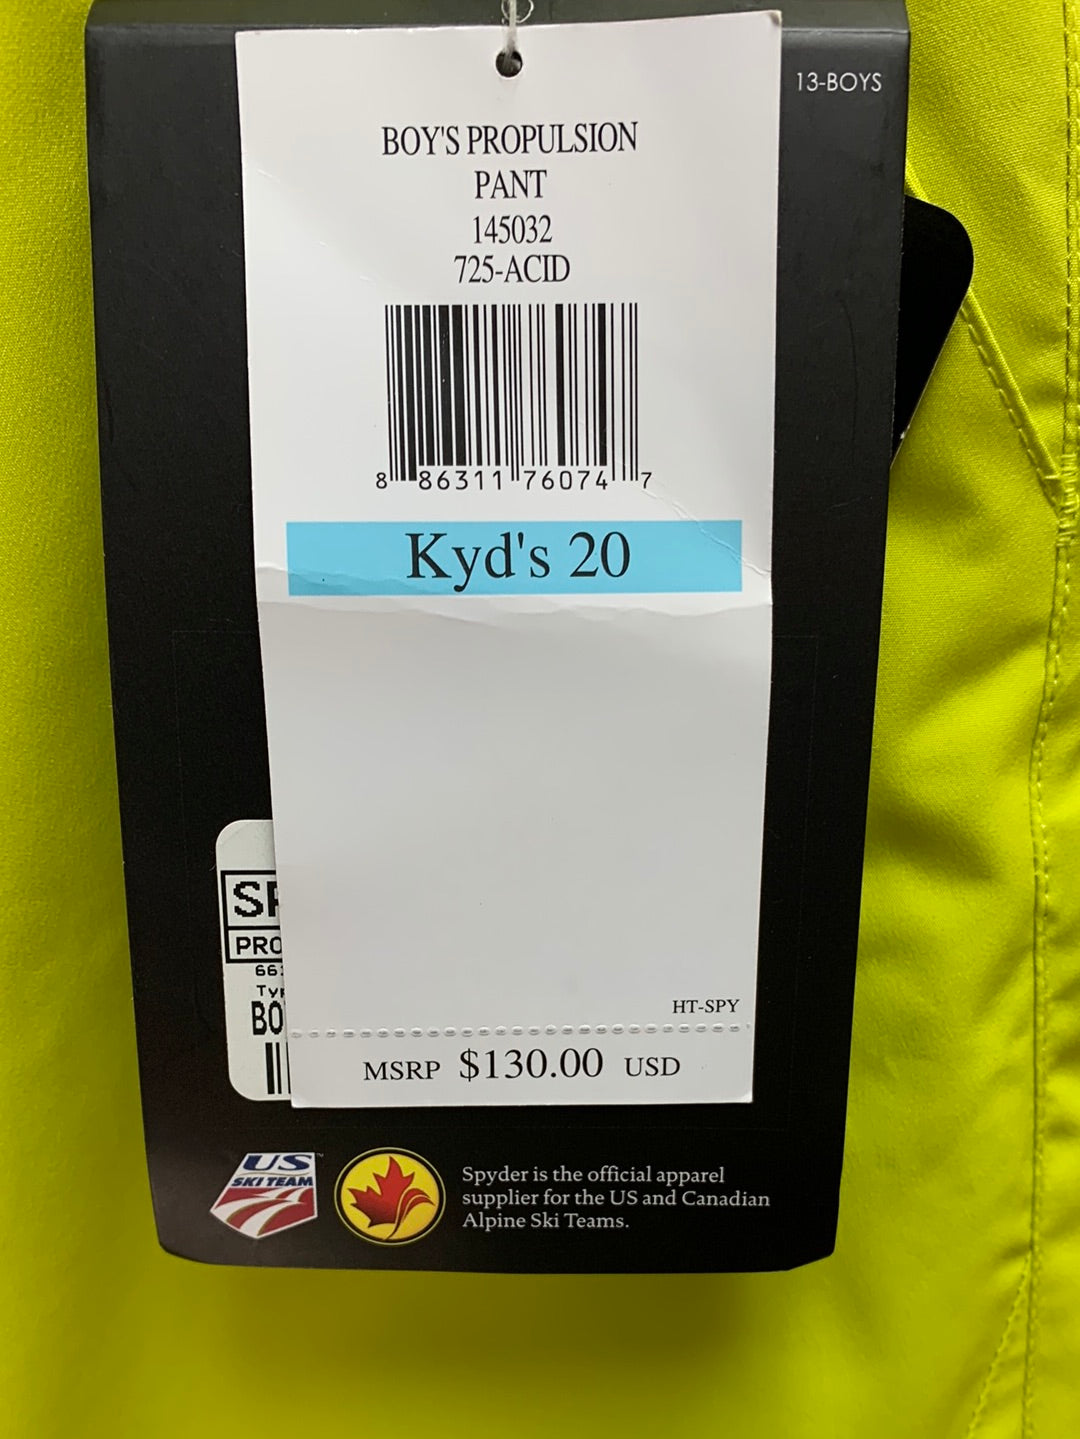 13-BOYS
BOY'S PROPULSION
PANT
145032
725-ACID
8 86311 76074 7
Kyd's 20
HT-SPY
MSRP $130.00 USD
US
SKI TEAM
Spyder is the official apparel
supplier for the US and Canadian
Alpine Ski Teams.